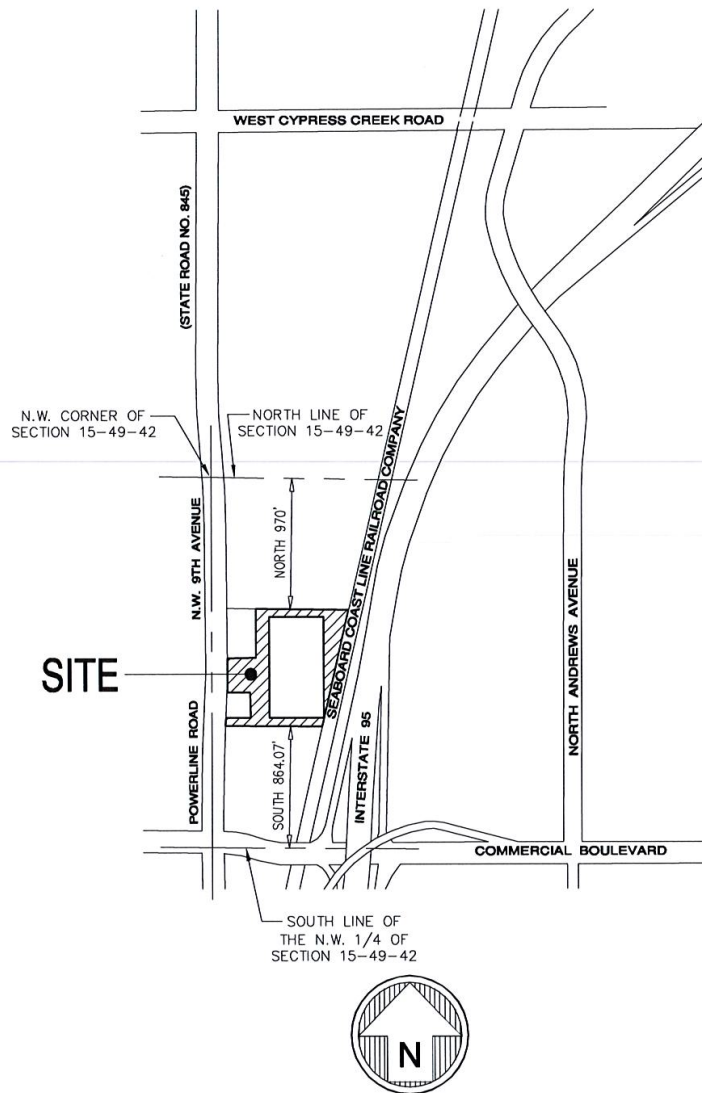 WEST CYPRESS CREEK ROAD
(STATE ROAD NO. 845)
N.W. CORNER OF
SECTION 15-49-42
NORTH LINE OF
SECTION 15-49-42
N.W. 9TH AVENUE
NORTH 970'
SEABOARD COAST LINE RAILROAD COMPANY
SITE
POWERLINE ROAD
SOUTH 864.07'
INTERSTATE 95
NORTH ANDREWS AVENUE
COMMERCIAL BOULEVARD
SOUTH LINE OF
THE N.W. 1/4 OF
SECTION 15-49-42
N